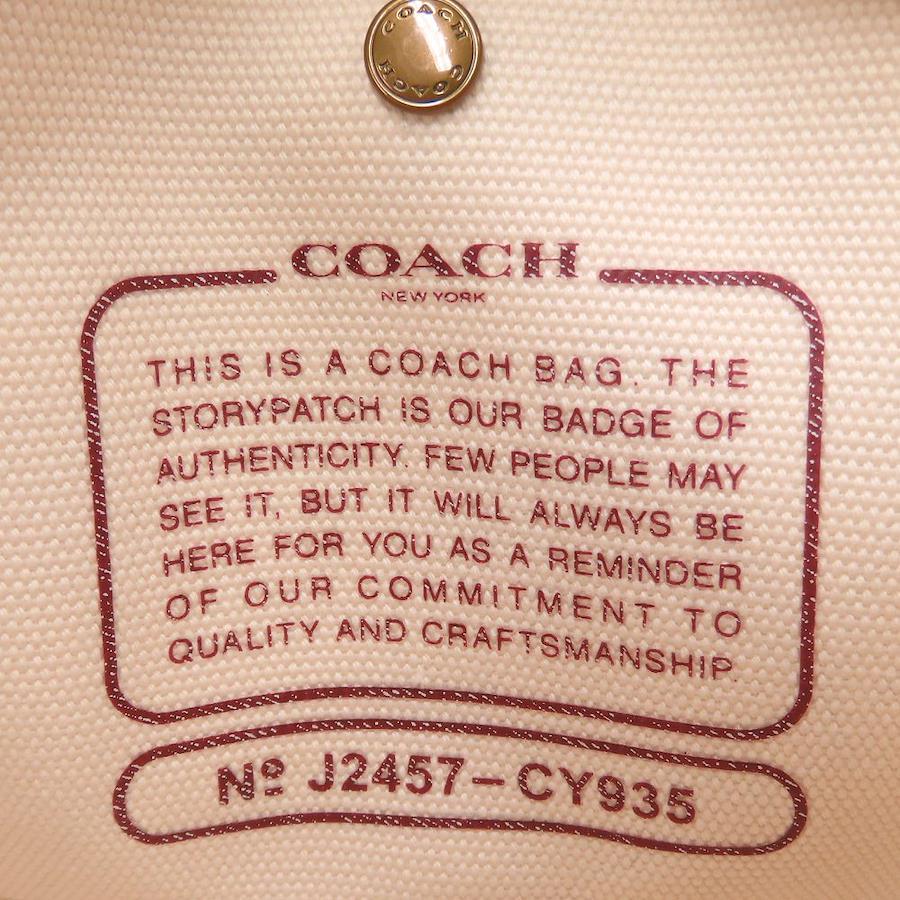 COACH
COACH
COACH
NEW YORK
THIS IS A COACH BAG. THE
STORYPATCH IS OUR BADGE OF
AUTHENTICITY. FEW PEOPLE MAY
SEE IT, BUT IT WILL ALWAYS BE
HERE FOR YOU AS A REMINDER
OF OUR COMMITMENT TO
QUALITY AND CRAFTSMANSHIP.
Nº J2457-CY935